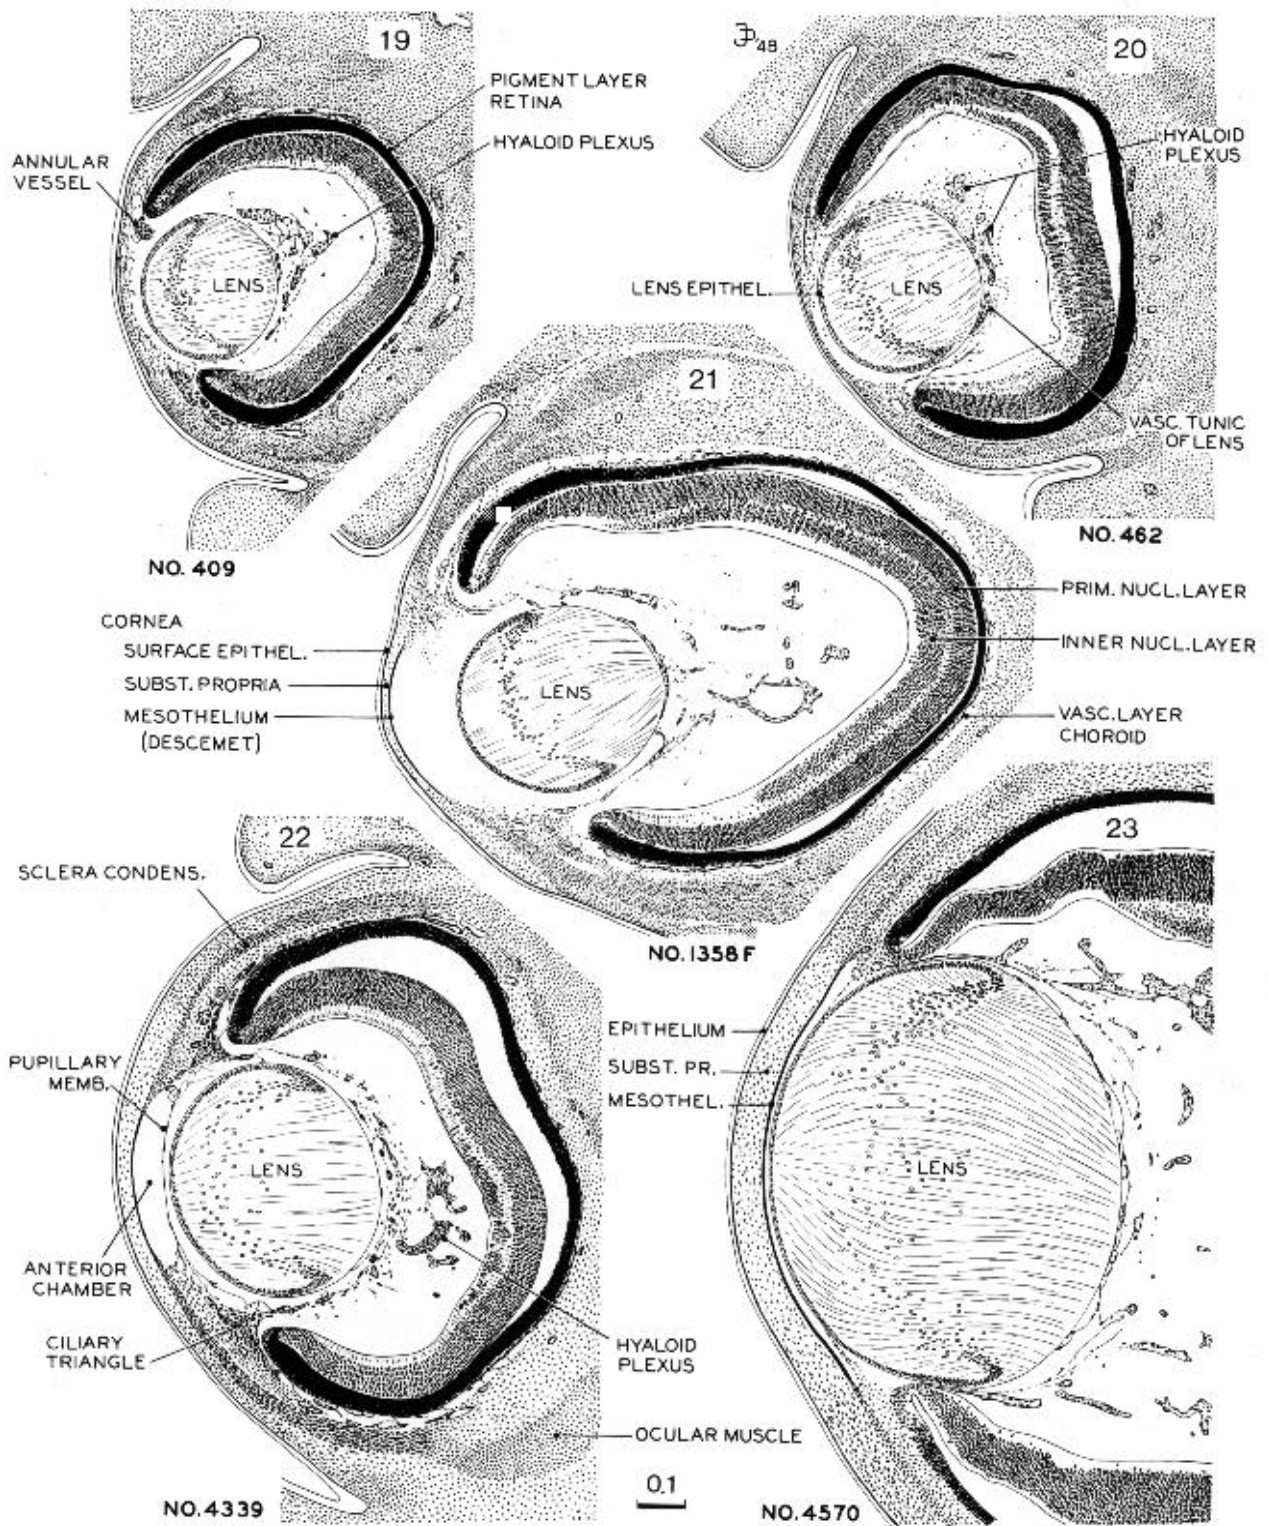 19
PIGMENT LAYER
RETINA
HYALOID PLEXUS
ANNULAR
VESSEL
LENS
NO. 409
48
20
HYALOID
PLEXUS
LENS EPITHEL.
LENS
VASC. TUNIC
OF LENS
NO. 462
21
PRIM. NUCL. LAYER
INNER NUCL. LAYER
CORNEA
SURFACE EPITHEL.
SUBST. PROPRIA
MESOTHELIUM
(DESCEMET)
LENS
VASC. LAYER
CHOROID
NO. 1358 F
22
SCLERA CONDENS.
PUPILLARY
MEMB.
LENS
ANTERIOR
CHAMBER
CILIARY
TRIANGLE
HYALOID
PLEXUS
OCULAR MUSCLE
NO. 4339
0.1
23
EPITHELIUM
SUBST. PR.
MESOTHEL.
LENS
NO. 4570